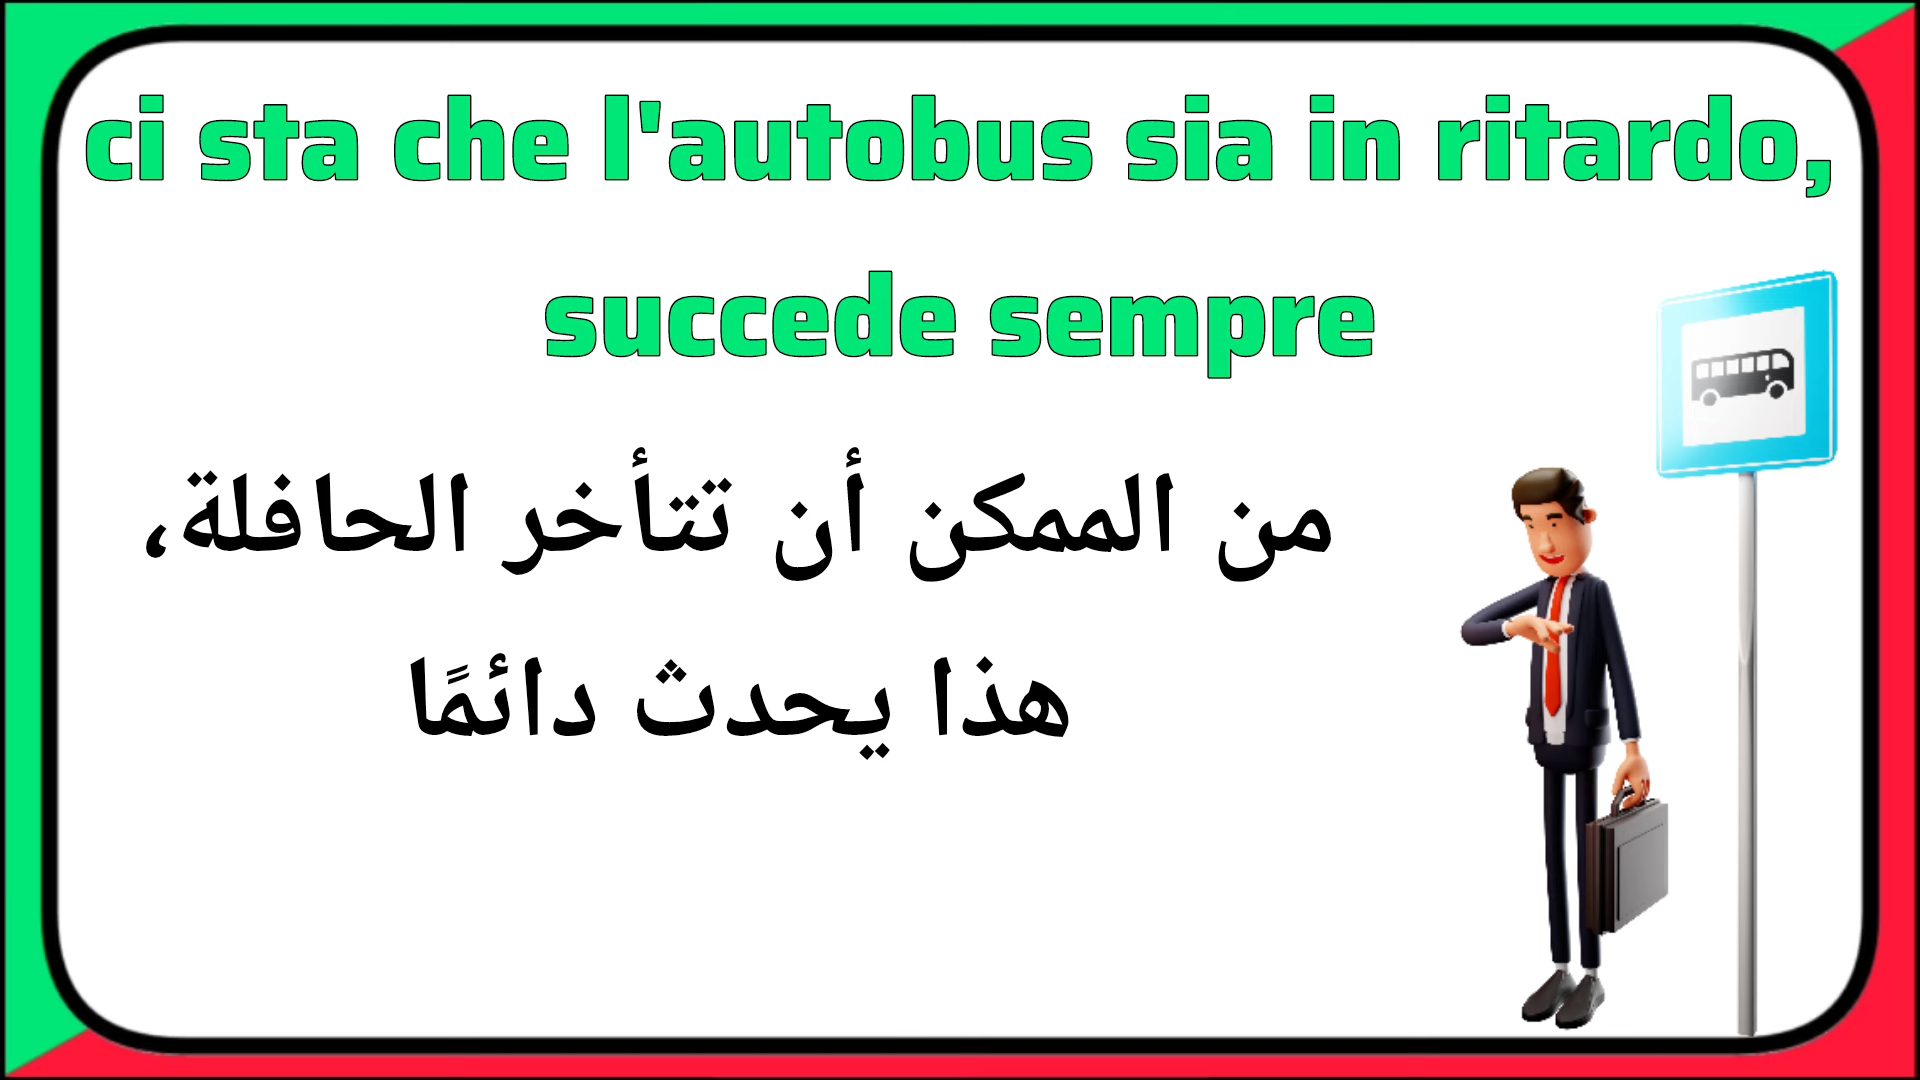 ci sta che l'autobus sia in ritardo,
succede sempre
من الممكن أن تتأخر الحافلة،
هذا يحدث دائمًا